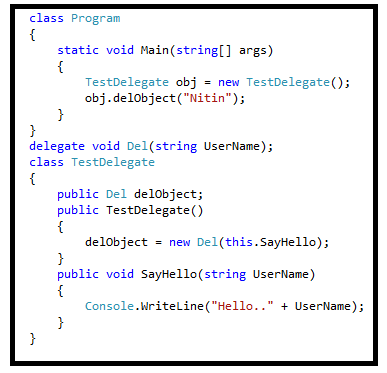 class Program
{
    static void Main(string[] args)
    {
        TestDelegate obj = new TestDelegate();
        obj.delObject("Nitin");
    }
}
delegate void Del(string UserName);
class TestDelegate
{
    public Del delObject;
    public TestDelegate()
    {
        delObject = new Del(this.SayHello);
    }
    public void SayHello(string UserName)
    {
        Console.WriteLine("Hello.." + UserName);
    }
}